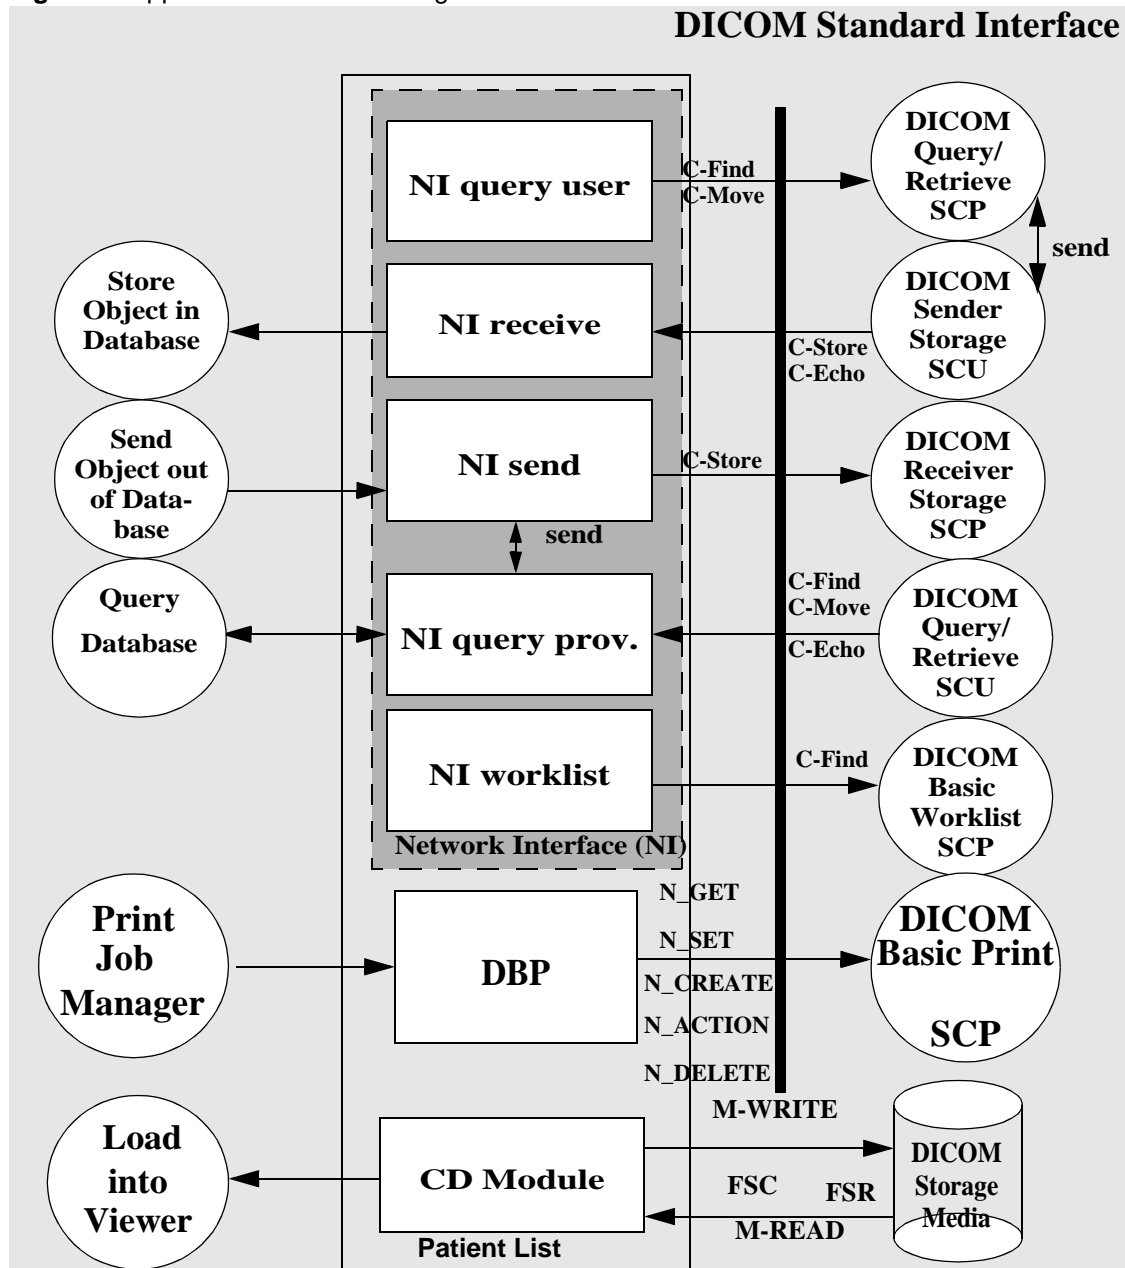 DICOM Standard Interface
NI query user
C-Find
C-Move
DICOM
Query/
Retrieve
SCP
send
Store
Object in
Database
NI receive
C-Store
C-Echo
DICOM
Sender
Storage
SCU
Send
Object out
of Data-
base
NI send
C-Store
DICOM
Receiver
Storage
SCP
send
Query
Database
NI query prov.
C-Find
C-Move
C-Echo
DICOM
Query/
Retrieve
SCU
NI worklist
C-Find
DICOM
Basic
Worklist
SCP
Network Interface (NI)
Print
Job
Manager
DBP
N_GET
N_SET
N_CREATE
N_ACTION
N_DELETE
DICOM
Basic Print
SCP
Load
into
Viewer
CD Module
M-WRITE
FSC
FSR
M-READ
DICOM
Storage
Media
Patient List